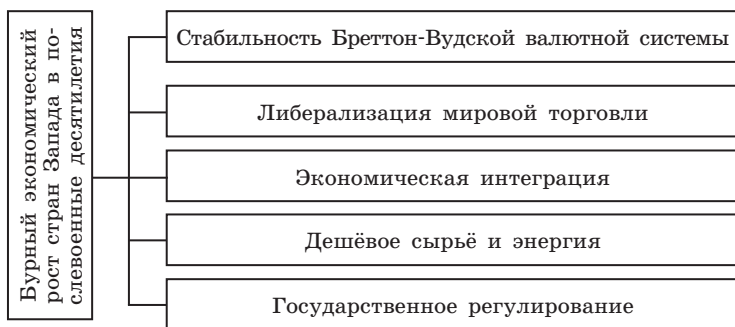 Бурный экономический
рост стран Запада в по-
слевоенные десятилетия
Стабильность Бреттон-Вудской валютной системы
Либерализация мировой торговли
Экономическая интеграция
Дешёвое сырьё и энергия
Государственное регулирование